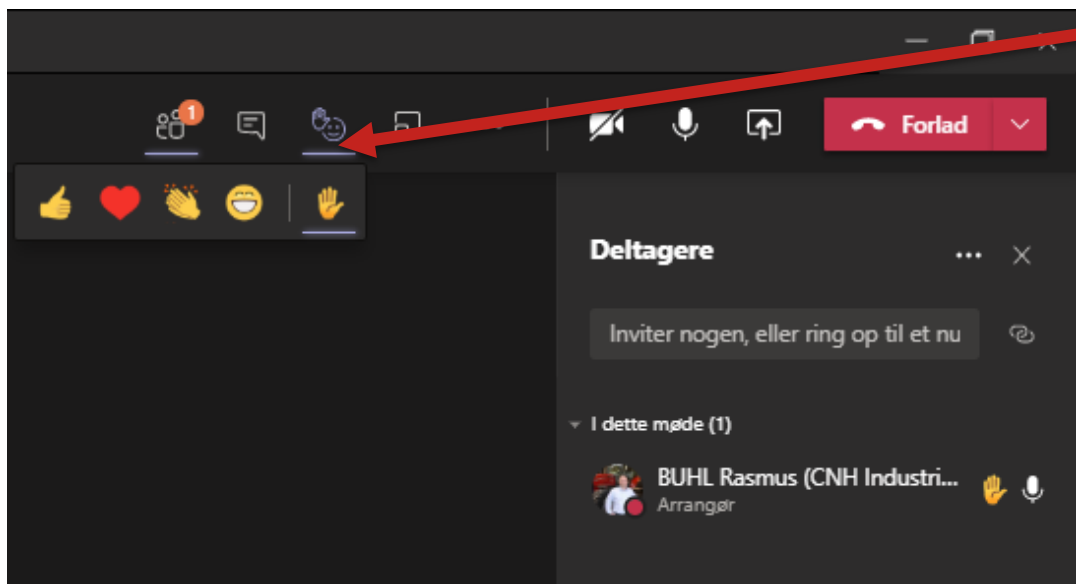 1
Forlad
Deltagere
Inviter nogen, eller ring op til et nu
I dette møde (1)
BUHL Rasmus (CNH Industri...
Arrangør